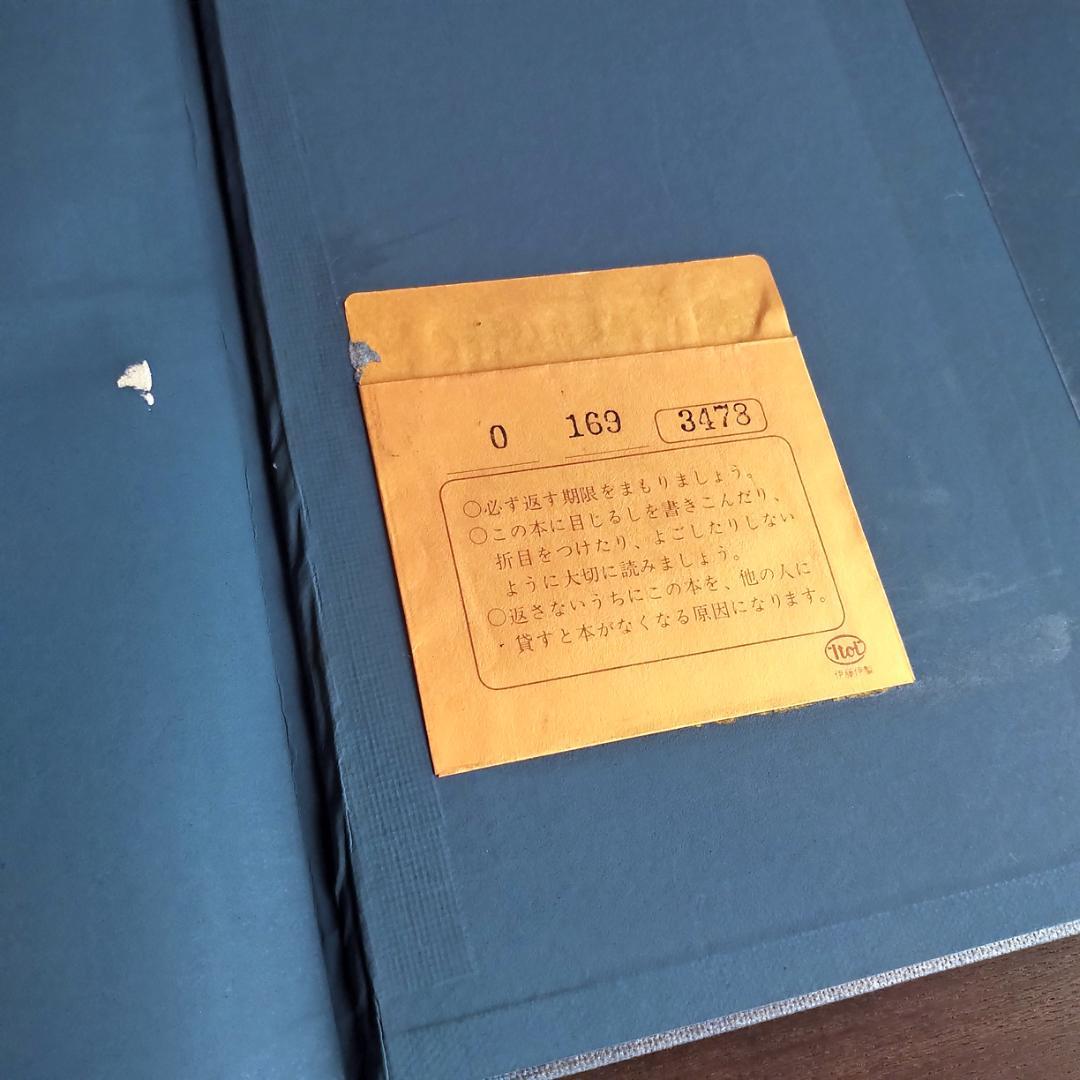 0 169 3473
○必ず返す期限をまもりましょう。
○この本に目じるしを書きこんだり、
折目をつけたり、よごしたりしない
ように大切に読みましょう。
○返さないうちにこの本を、他の人に
貸すと本がなくなる原因になります。
Itoi
伊藤伊製